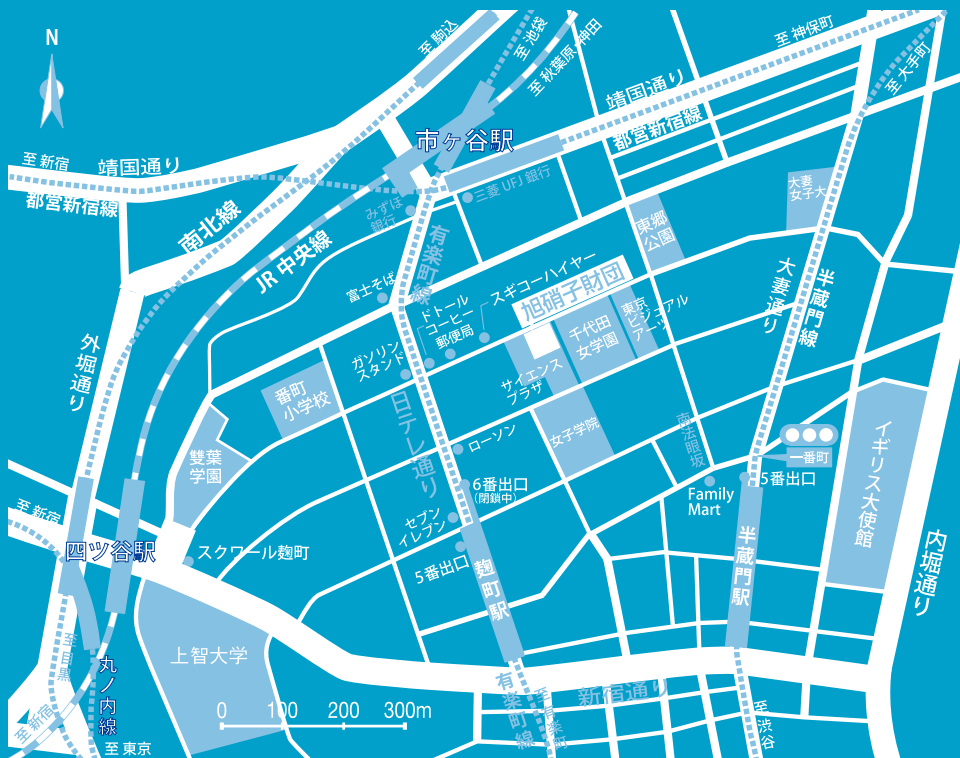 N
至 駒込
至 池袋
至 秋葉原・神田
至 神保町
至 大手町
靖国通り
都営新宿線
市ヶ谷駅
至 新宿
靖国通り
都営新宿線
南北線
JR 中央線
みずほ
銀行
三菱 UFJ 銀行
大妻
女子大
東郷
公園
有楽町線
富士そば
ドトール
コーヒー
郵便局
スギコーハイヤー
旭硝子財団
千代田
女学園
東京
ビジュアル
アーツ
大妻通り
半蔵門線
外堀通り
ガソリン
スタンド
サイエンス
プラザ
番町
小学校
日テレ通り
女子学院
南法眼坂
一番町
5番出口
イギリス大使館
雙葉
学園
ローソン
6番出口
（閉鎖中）
Family
Mart
セブン
イレブン
5番出口
至 新宿
四ツ谷駅
スクワール麹町
麹町駅
半蔵門駅
内堀通り
上智大学
至 目黒
丸ノ内線
至 新宿
至 東京
0 100 200 300m
有楽町線
至 有楽町
新宿通り
至 渋谷